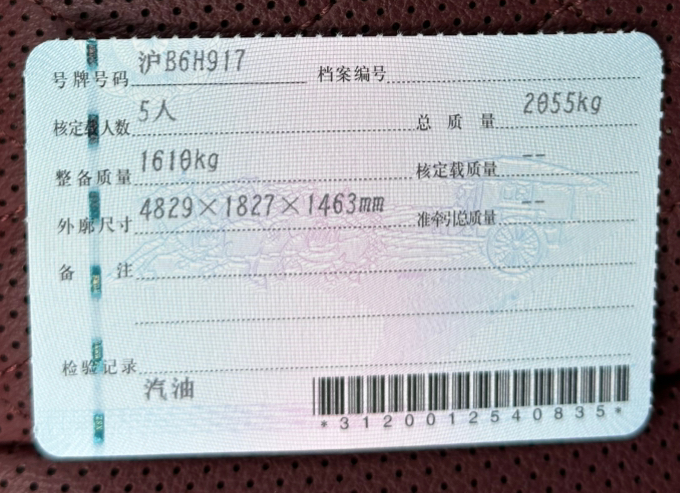 号牌号码 沪B6H917 档案编号
核定载人数 5人 总质量 2055kg
整备质量 1610kg 核定载质量 --
外廓尺寸 4829×1827×1463mm 准牵引总质量 --
备注
检验记录
汽油
*3120012540835*